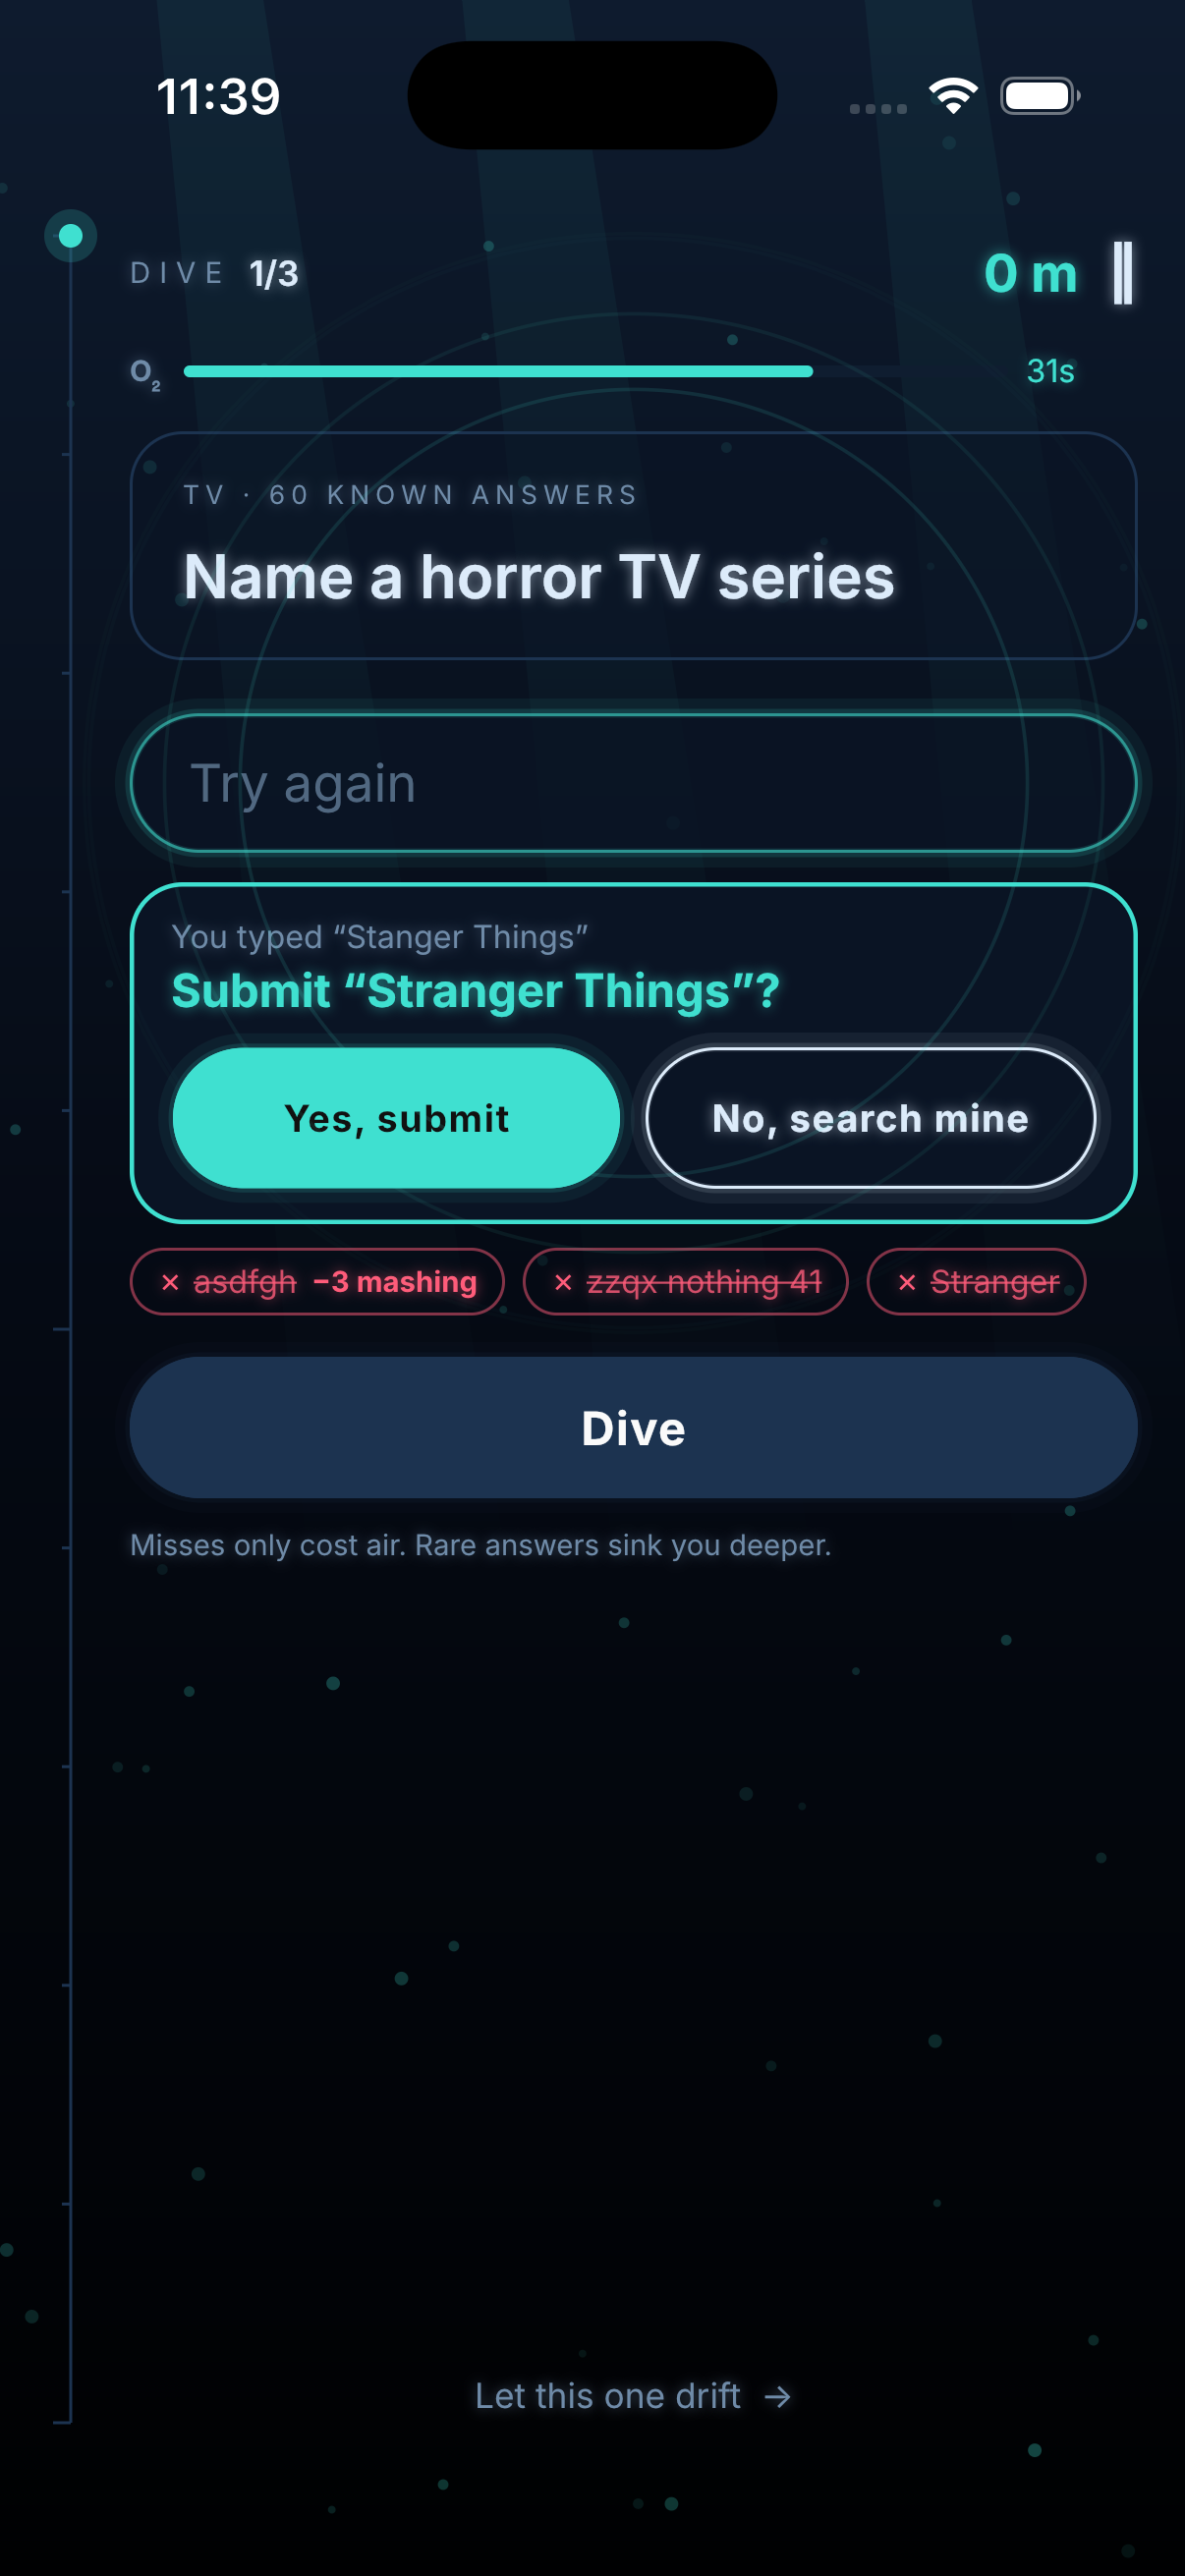 11:39
DIVE 1/3
0 m
O₂
31s
TV · 60 KNOWN ANSWERS
Name a horror TV series
Try again
You typed “Stanger Things”
Submit “Stranger Things”?
Yes, submit
No, search mine
× asdfgh −3 mashing
× zzqx nothing 41
× Stranger
Dive
Misses only cost air. Rare answers sink you deeper.
Let this one drift →